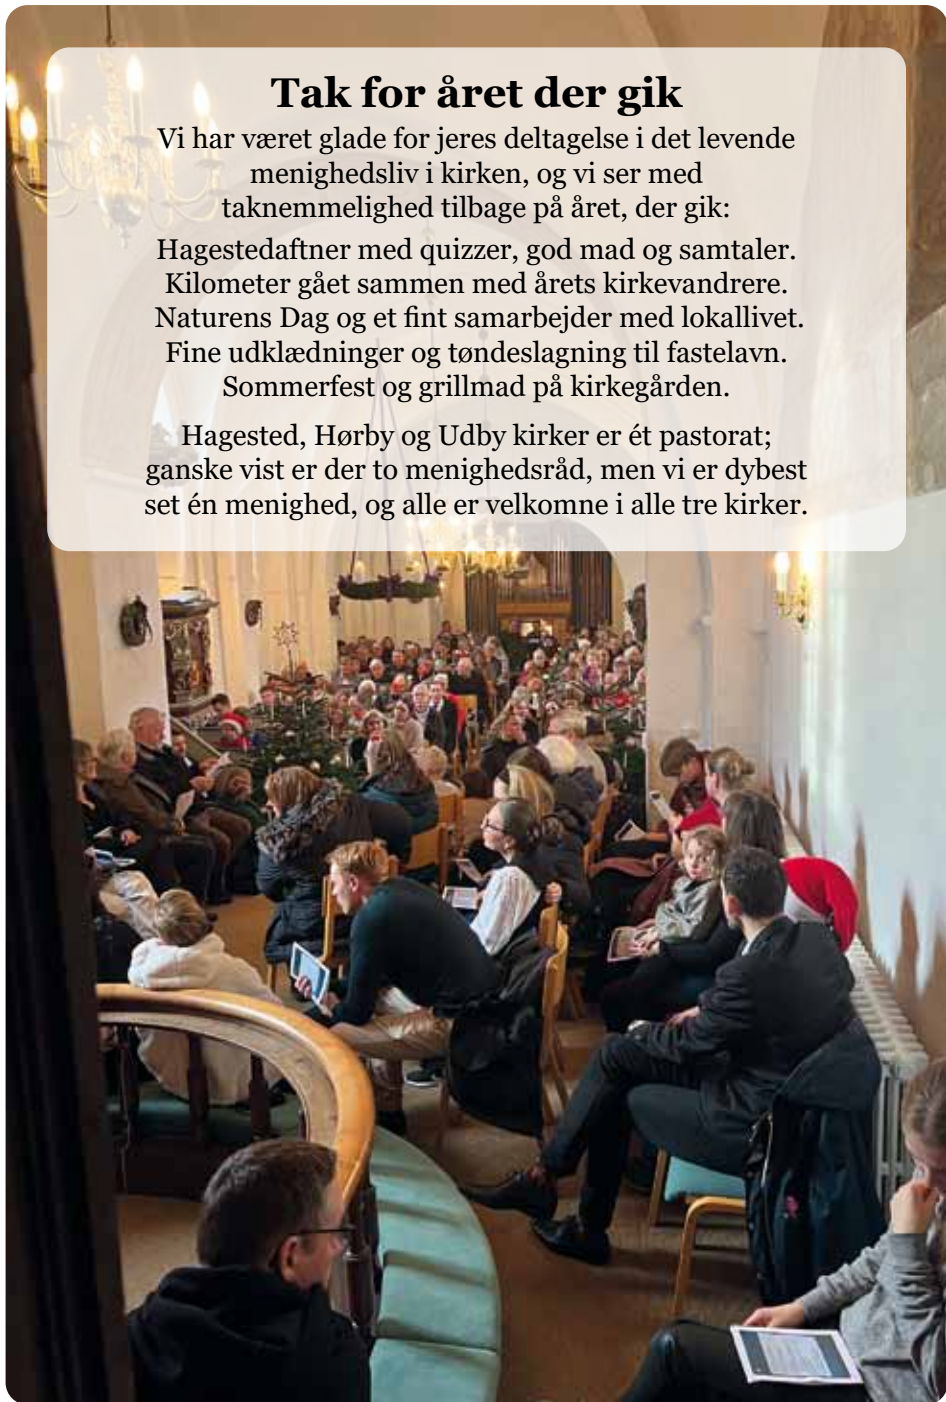 Tak for året der gik
Vi har været glade for jeres deltagelse i det levende
menighedsliv i kirken, og vi ser med
taknemmelighed tilbage på året, der gik:
Hagestedaftner med quizzer, god mad og samtaler.
Kilometer gået sammen med årets kirkevandrere.
Naturens Dag og et fint samarbejder med lokallivet.
Fine udklædninger og tøndeslagning til fastelavn.
Sommerfest og grillmad på kirkegården.
Hagested, Hørby og Udby kirker er ét pastorat;
ganske vist er der to menighedsråd, men vi er dybest
set én menighed, og alle er velkomne i alle tre kirker.